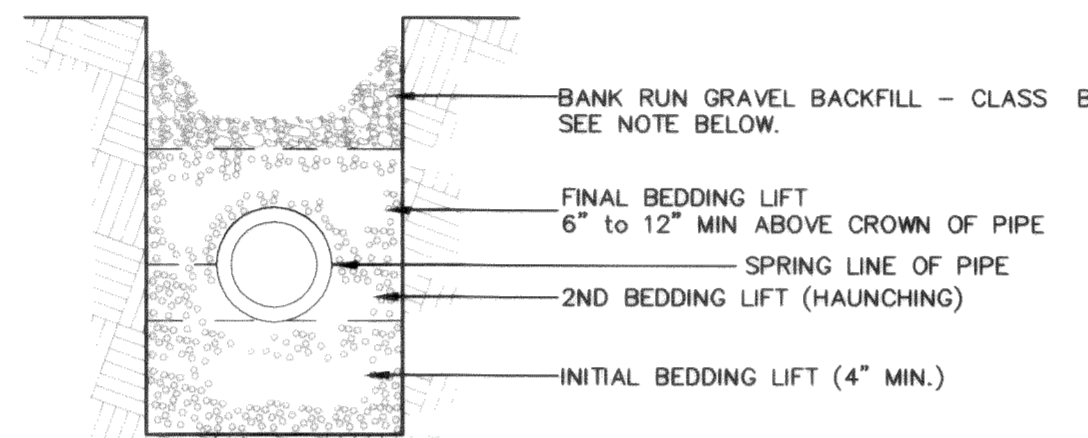 BANK RUN GRAVEL BACKFILL – CLASS B
SEE NOTE BELOW.
FINAL BEDDING LIFT
6" to 12" MIN ABOVE CROWN OF PIPE
SPRING LINE OF PIPE
2ND BEDDING LIFT (HAUNCHING)
INITIAL BEDDING LIFT (4" MIN.)